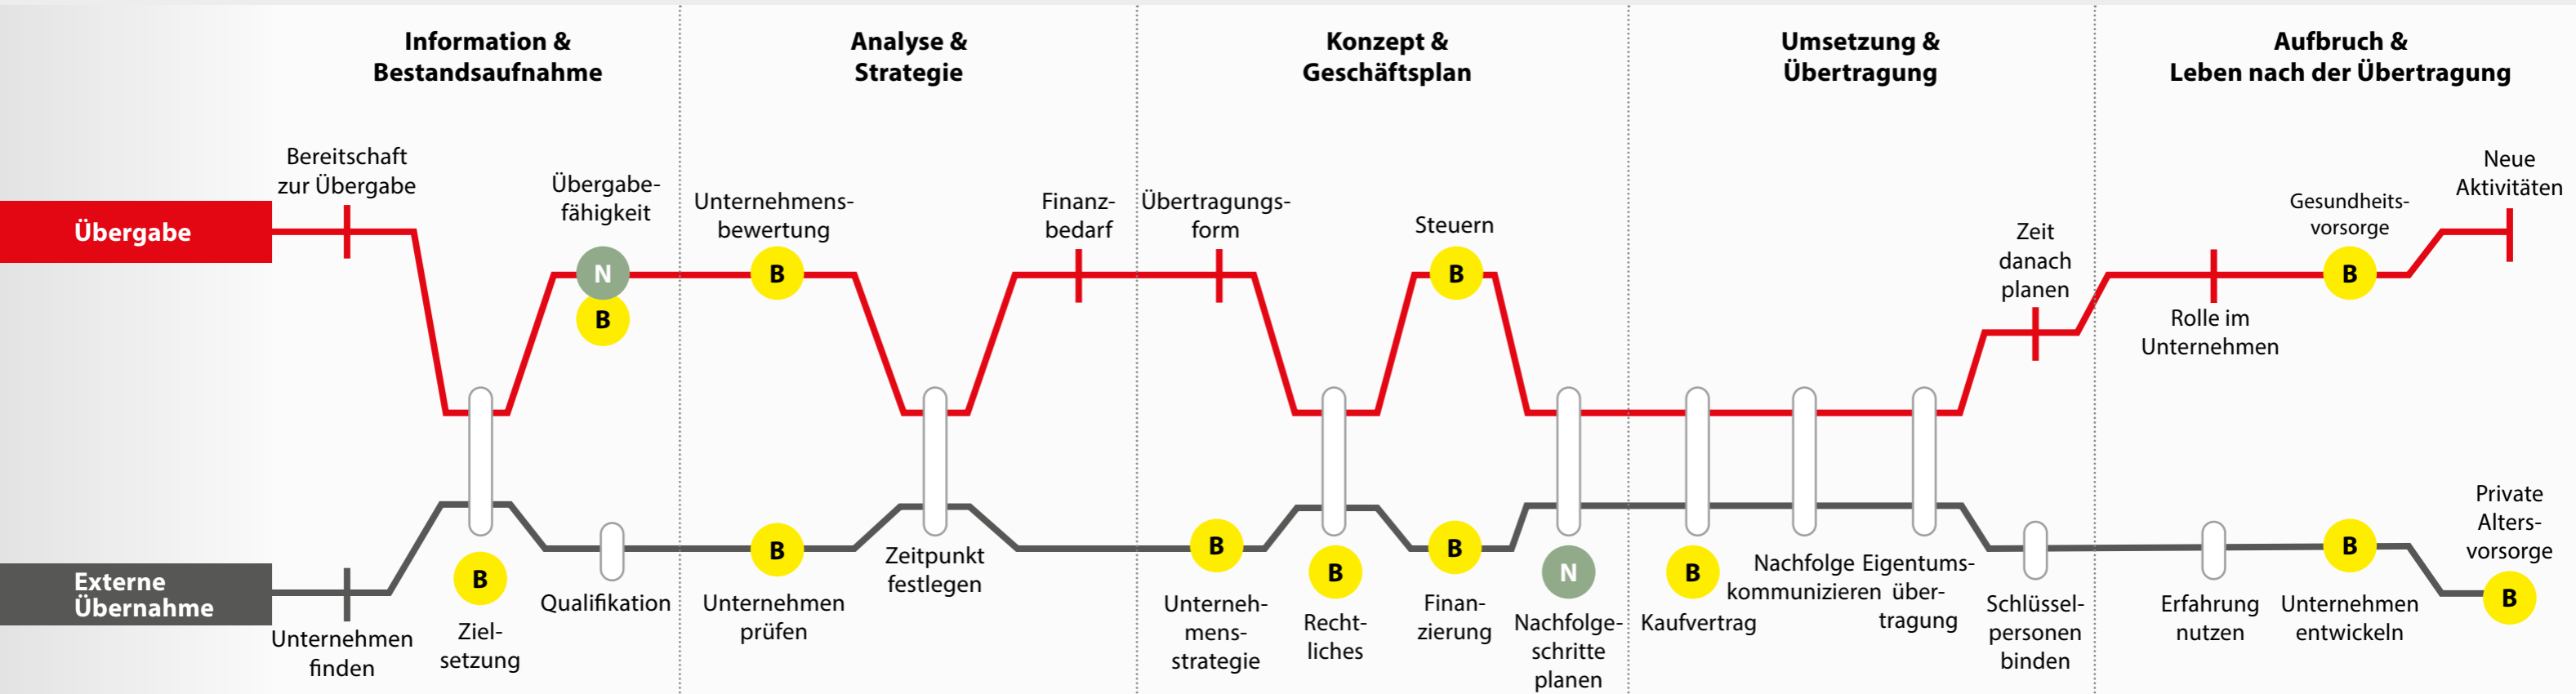 Information &
Bestandsaufnahme
Analyse &
Strategie
Konzept &
Geschäftsplan
Umsetzung &
Übertragung
Aufbruch &
Leben nach der Übertragung
Übergabe
Bereitschaft
zur Übergabe
Übergabe-
fähigkeit
N
B
Unternehmens-
bewertung
B
Finanz-
bedarf
Übertragungs-
form
Steuern
B
Zeit
danach
planen
Rolle im
Unternehmen
Gesundheits-
vorsorge
B
Neue
Aktivitäten
Externe
Übernahme
Unternehmen
finden
B
Ziel-
setzung
Qualifikation
B
Unternehmen
prüfen
Zeitpunkt
festlegen
B
Unterneh-
mens-
strategie
B
Recht-
liches
B
Finan-
zierung
N
Nachfolge-
schritte
planen
B
Kaufvertrag
Nachfolge
kommunizieren
Eigentums-
über-
tragung
Schlüssel-
personen
binden
Erfahrung
nutzen
B
Unternehmen
entwickeln
Private
Alters-
vorsorge
B